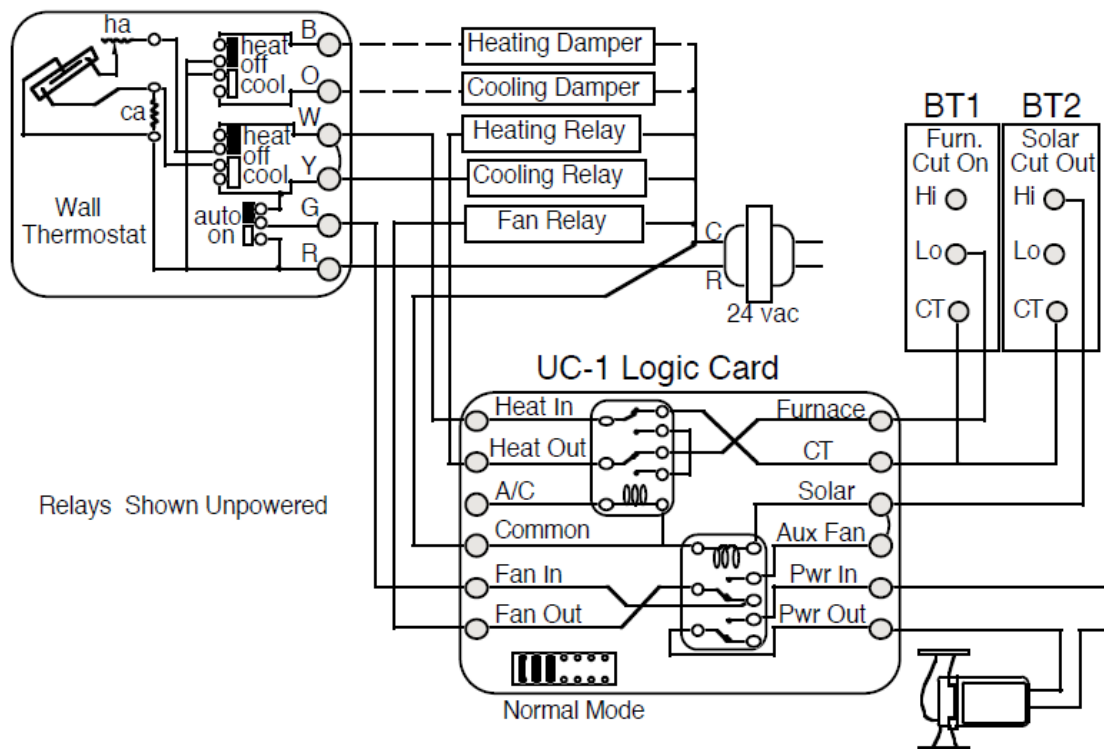 ha
ca
Wall
Thermostat
heat
off
cool
heat
off
cool
auto
on
B
O
W
Y
G
R
Heating Damper
Cooling Damper
Heating Relay
Cooling Relay
Fan Relay
C
R
24 vac
BT1
Furn.
Cut On
Hi
Lo
CT
BT2
Solar
Cut Out
Hi
Lo
CT
UC-1 Logic Card
Heat In
Heat Out
A/C
Common
Fan In
Fan Out
Furnace
CT
Solar
Aux Fan
Pwr In
Pwr Out
Normal Mode
Relays Shown Unpowered